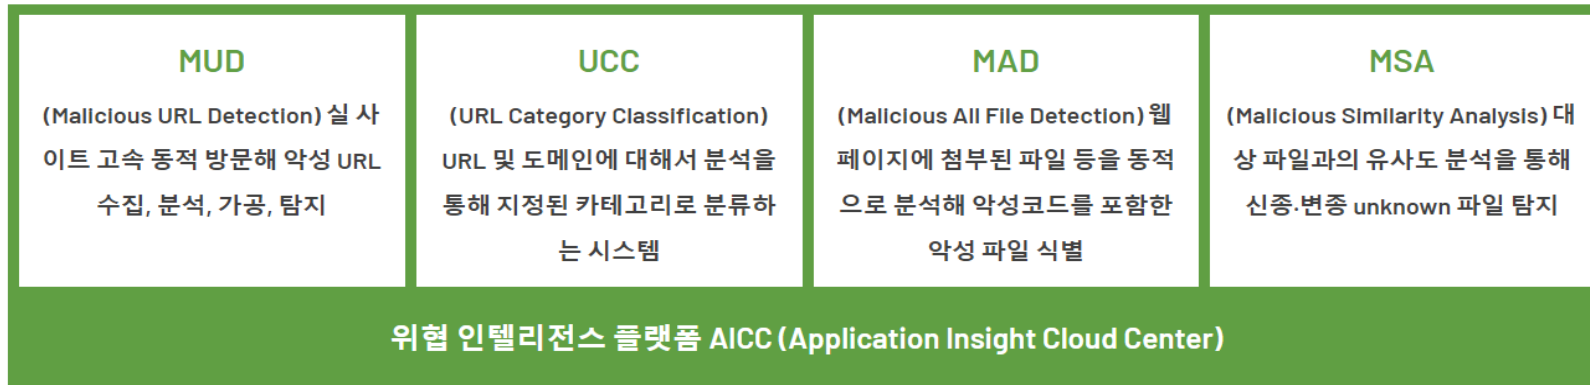 MUD
(Malicious URL Detection) 실 사
이트 고속 동적 방문해 악성 URL
수집, 분석, 가공, 탐지
UCC
(URL Category Classification)
URL 및 도메인에 대해서 분석을
통해 지정된 카테고리로 분류하
는 시스템
MAD
(Malicious All File Detection) 웹
페이지에 첨부된 파일 등을 동적
으로 분석해 악성코드를 포함한
악성 파일 식별
MSA
(Malicious Similarity Analysis) 대
상 파일과의 유사도 분석을 통해
신종·변종 unknown 파일 탐지
위협 인텔리전스 플랫폼 AICC (Application Insight Cloud Center)